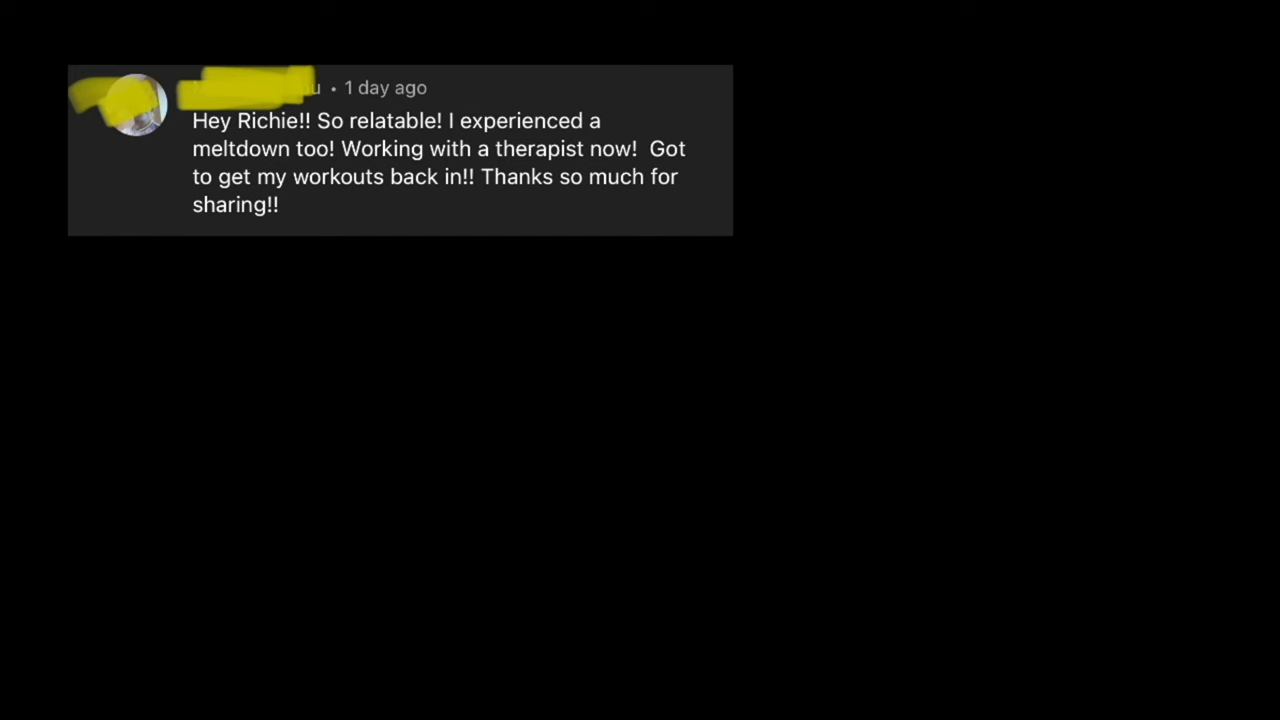 • 1 day ago
Hey Richie!! So relatable! I experienced a
meltdown too! Working with a therapist now!  Got
to get my workouts back in!! Thanks so much for
sharing!!